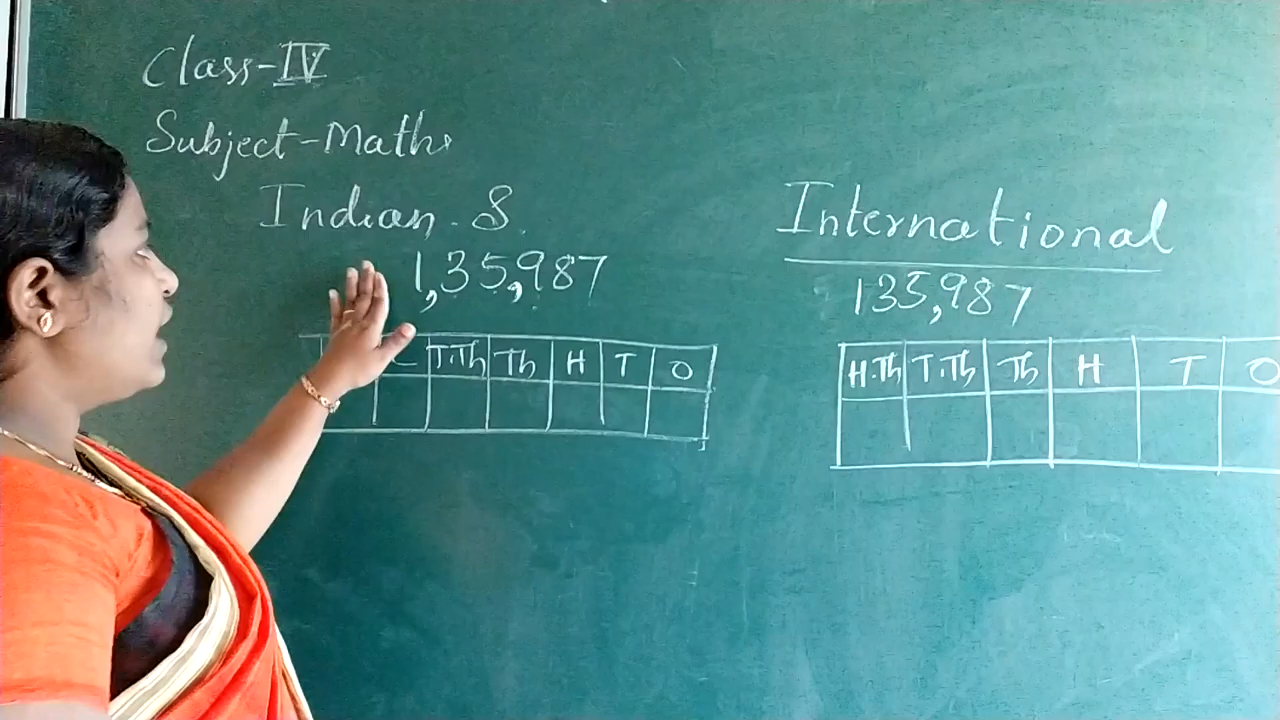 Class-IV
Subject-Maths
Indian. S.
1,35,987
T.Th Th H T O
International
135,987
H.Th T.Th Th H T O